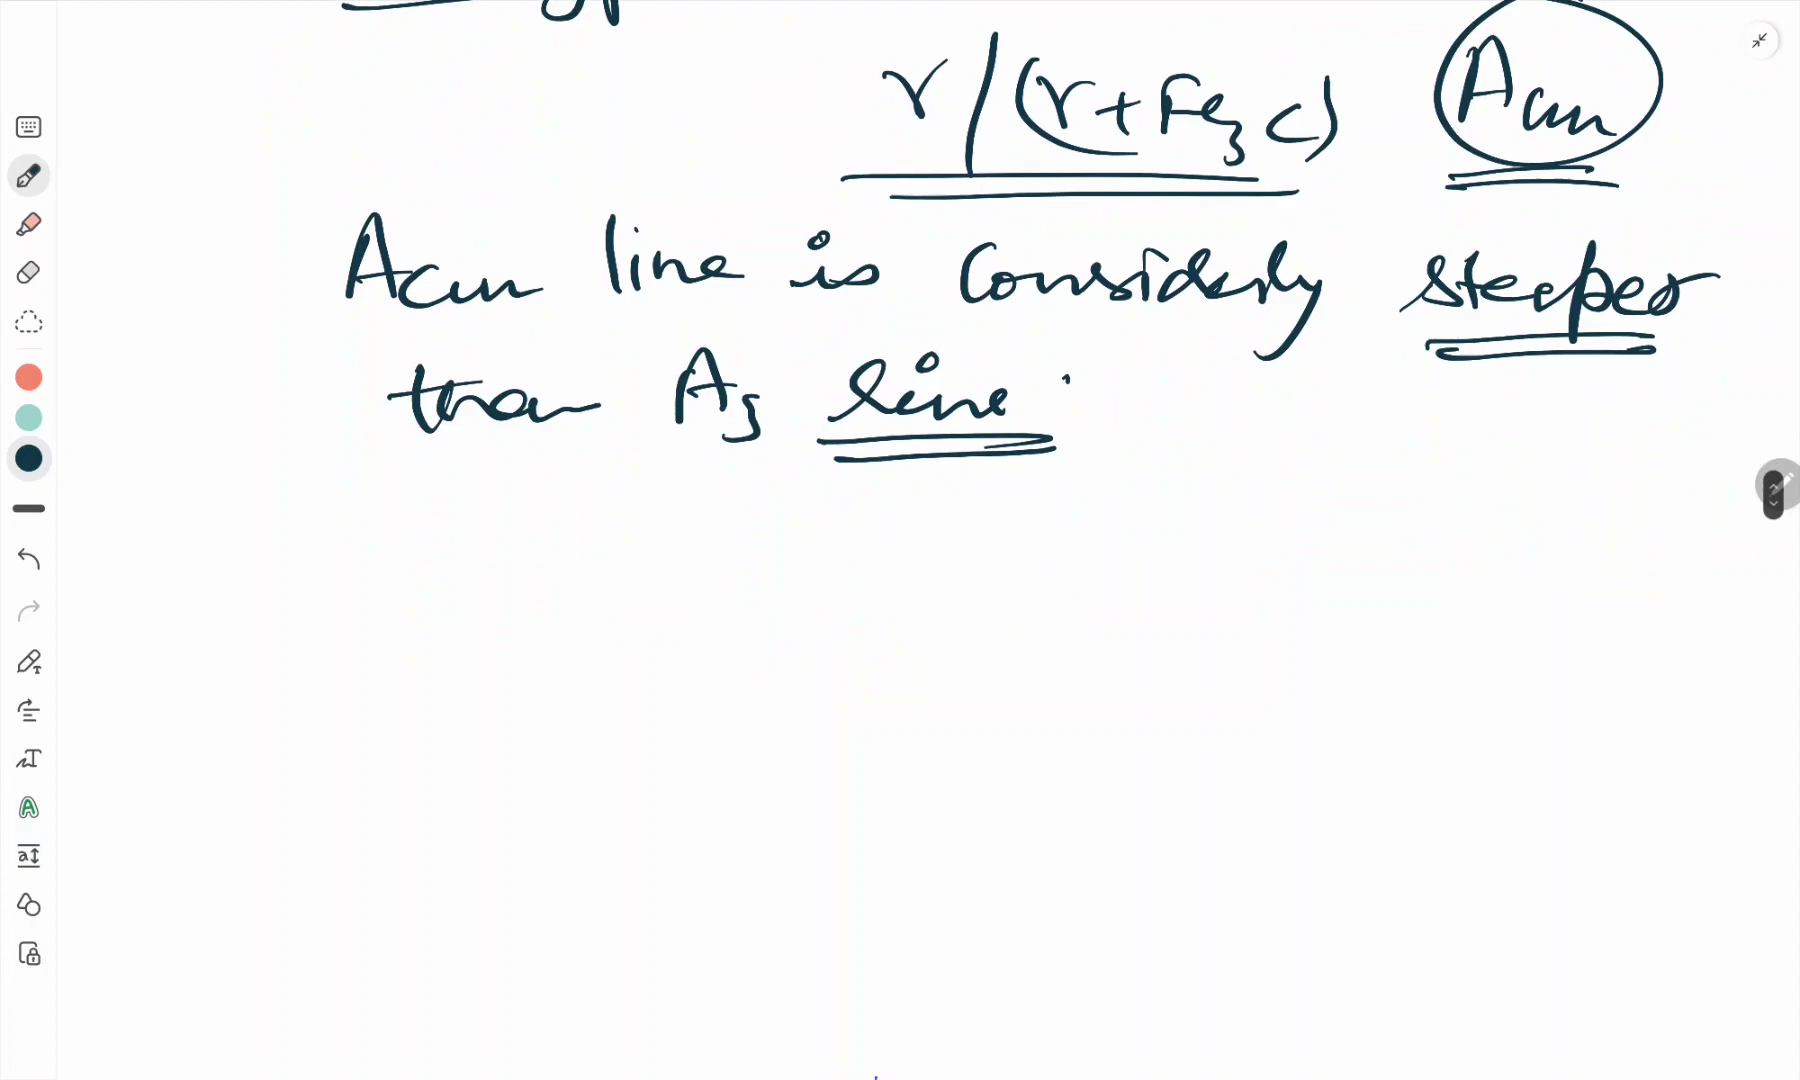 γ/(γ+Fe3C) Acm
Acm line is considerly steeper
than A3 line.